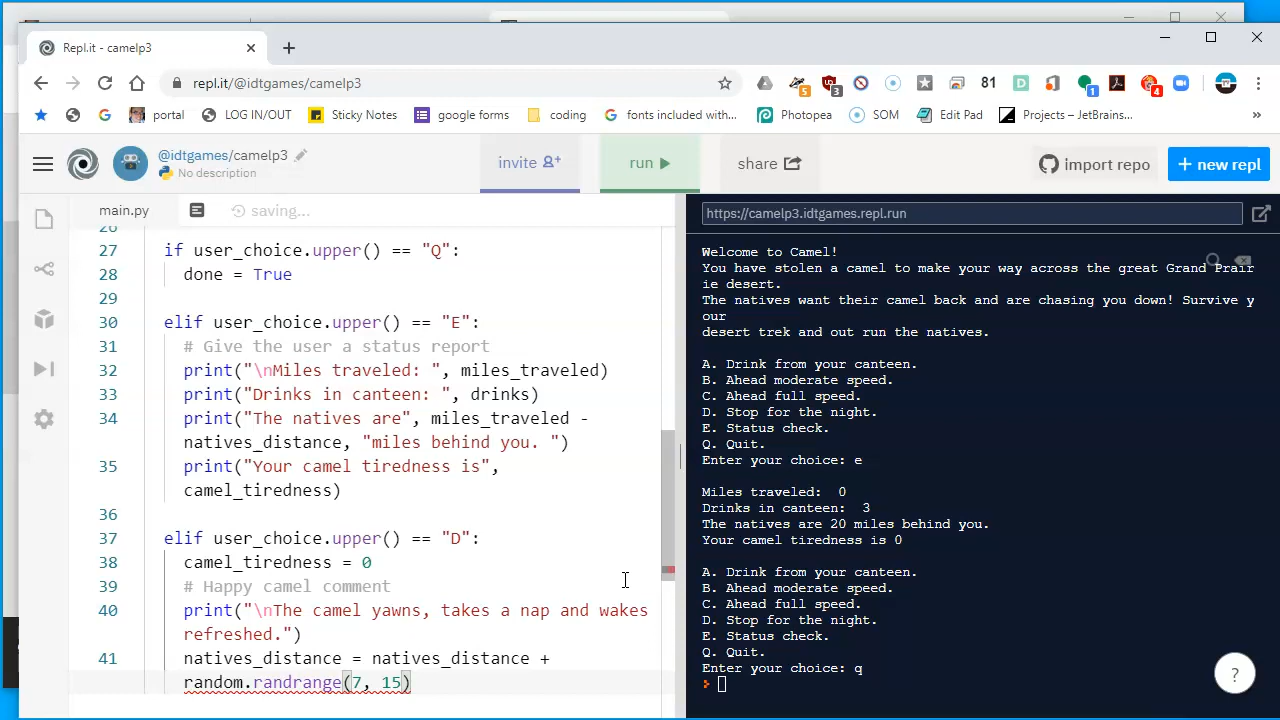 Repl.it - camelp3
repl.it/@idtgames/camelp3
5
3
81
1
4
portal
LOG IN/OUT
Sticky Notes
google forms
coding
fonts included with...
Photopea
SOM
Edit Pad
Projects – JetBrains...
@idtgames/camelp3
No description
invite
run
share
import repo
+ new repl
main.py
saving...
https://camelp3.idtgames.repl.run
26
27 if user_choice.upper() == "Q":
28 done = True
29
30 elif user_choice.upper() == "E":
31 # Give the user a status report
32 print("\nMiles traveled: ", miles_traveled)
33 print("Drinks in canteen: ", drinks)
34 print("The natives are", miles_traveled -
natives_distance, "miles behind you. ")
35 print("Your camel tiredness is",
camel_tiredness)
36
37 elif user_choice.upper() == "D":
38 camel_tiredness = 0
39 # Happy camel comment
40 print("\nThe camel yawns, takes a nap and wakes
refreshed.")
41 natives_distance = natives_distance +
random.randrange(7, 15)
Welcome to Camel!
You have stolen a camel to make your way across the great Grand Prair
ie desert.
The natives want their camel back and are chasing you down! Survive y
our
desert trek and out run the natives.
A. Drink from your canteen.
B. Ahead moderate speed.
C. Ahead full speed.
D. Stop for the night.
E. Status check.
Q. Quit.
Enter your choice: e
Miles traveled:  0
Drinks in canteen:  3
The natives are 20 miles behind you.
Your camel tiredness is 0
A. Drink from your canteen.
B. Ahead moderate speed.
C. Ahead full speed.
D. Stop for the night.
E. Status check.
Q. Quit.
Enter your choice: q
?